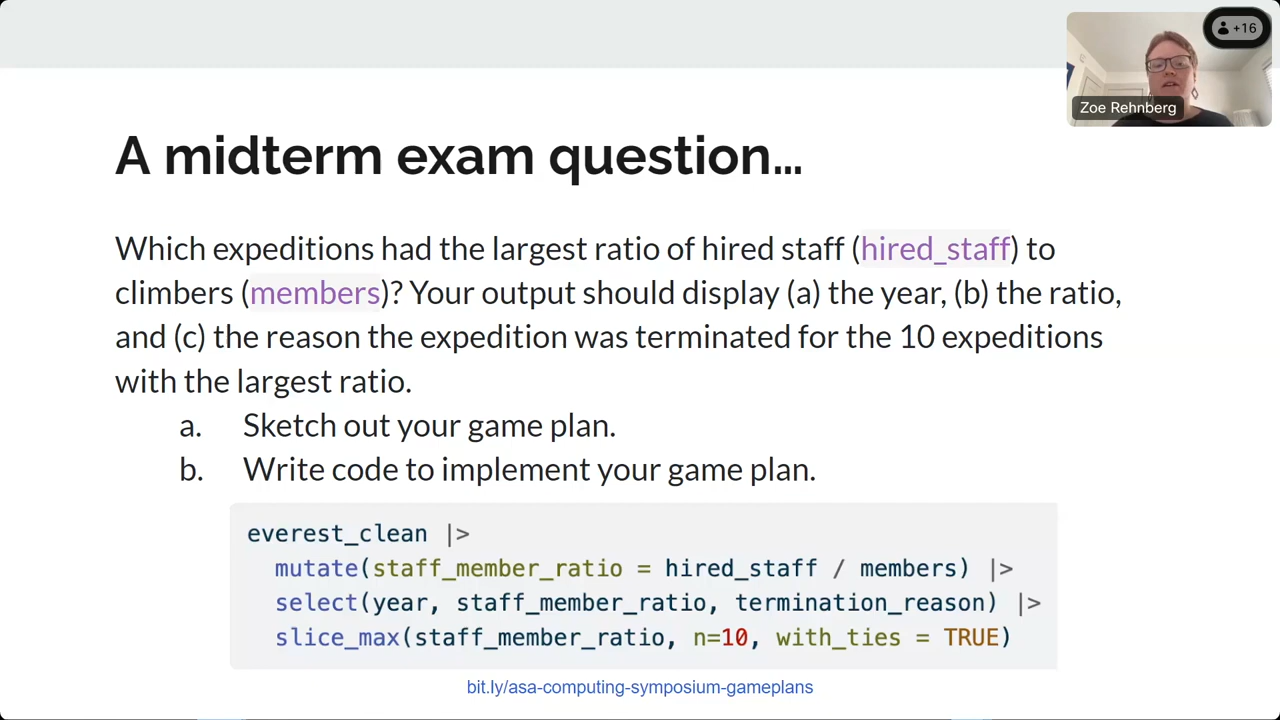 +16
Zoe Rehnberg
A midterm exam question…
Which expeditions had the largest ratio of hired staff (hired_staff) to
climbers (members)? Your output should display (a) the year, (b) the ratio,
and (c) the reason the expedition was terminated for the 10 expeditions
with the largest ratio.
a. Sketch out your game plan.
b. Write code to implement your game plan.
everest_clean |>
mutate(staff_member_ratio = hired_staff / members) |>
select(year, staff_member_ratio, termination_reason) |>
slice_max(staff_member_ratio, n=10, with_ties = TRUE)
bit.ly/asa-computing-symposium-gameplans